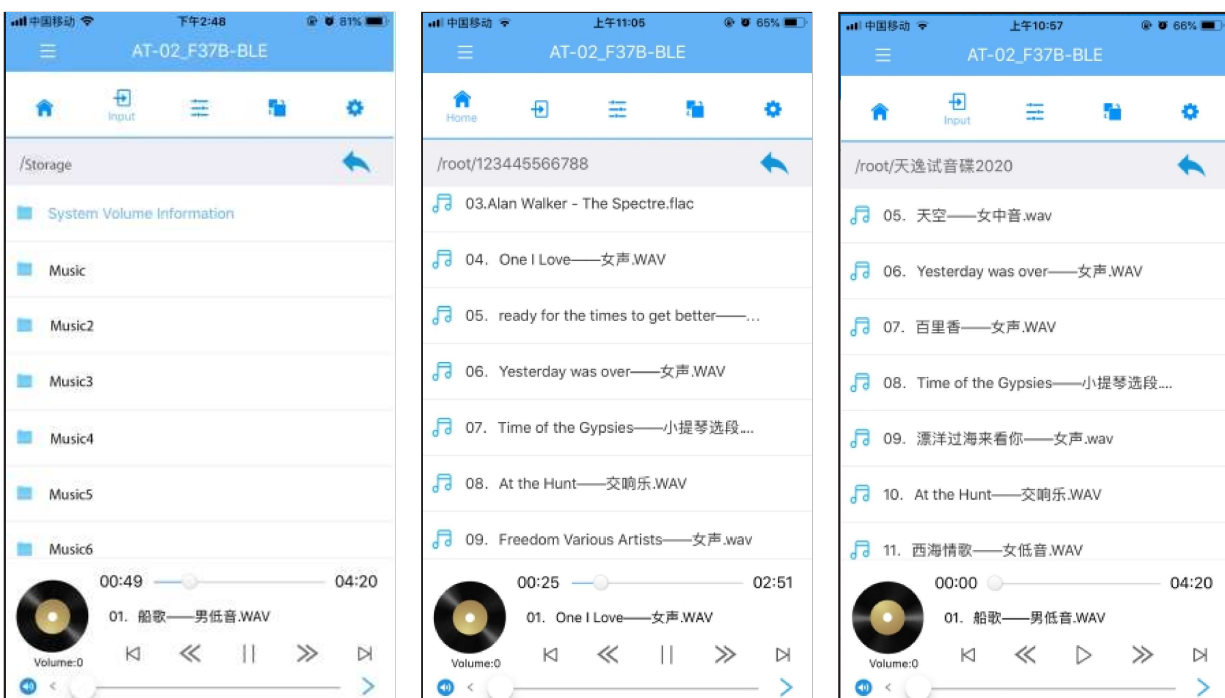 中国移动 下午2:48 81%
AT-02_F37B-BLE
Input
/Storage
System Volume Information
Music
Music2
Music3
Music4
Music5
Music6
00:49 04:20
01. 船歌——男低音.WAV
Volume:0
中国移动 上午11:05 65%
AT-02_F37B-BLE
Home
/root/123445566788
03.Alan Walker - The Spectre.flac
04. One I Love——女声.WAV
05. ready for the times to get better——...
06. Yesterday was over——女声.WAV
07. Time of the Gypsies——小提琴选段....
08. At the Hunt——交响乐.WAV
09. Freedom Various Artists——女声.wav
00:25 02:51
01. One I Love——女声.WAV
Volume:0
中国移动 上午10:57 66%
AT-02_F37B-BLE
Input
/root/天逸试音碟2020
05. 天空——女中音.wav
06. Yesterday was over——女声.WAV
07. 百里香——女声.WAV
08. Time of the Gypsies——小提琴选段....
09. 漂洋过海来看你——女声.wav
10. At the Hunt——交响乐.WAV
11. 西海情歌——女低音.WAV
00:00 04:20
01. 船歌——男低音.WAV
Volume:0